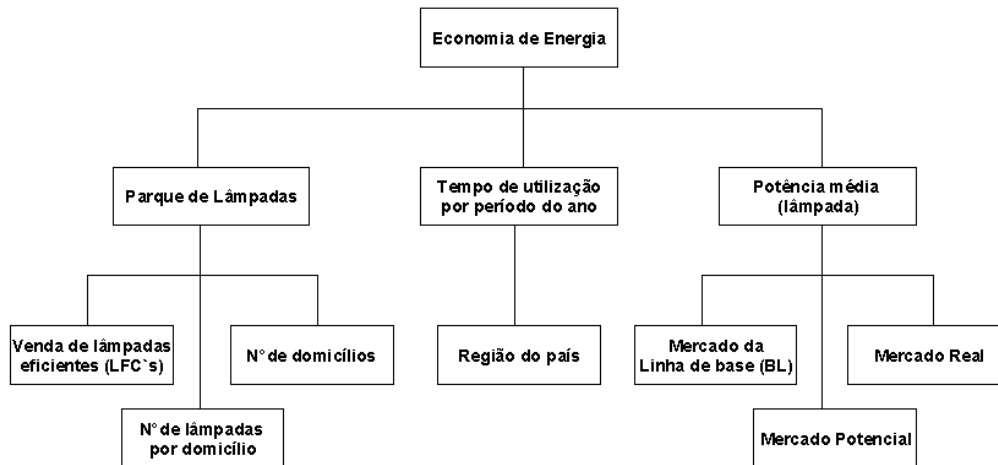 Economia de Energia
Parque de Lâmpadas
Tempo de utilização
por período do ano
Potência média
(lâmpada)
Venda de lâmpadas
eficientes (LFC`s)
N° de domicílios
Região do país
Mercado da
Linha de base (BL)
Mercado Real
N° de lâmpadas
por domicílio
Mercado Potencial